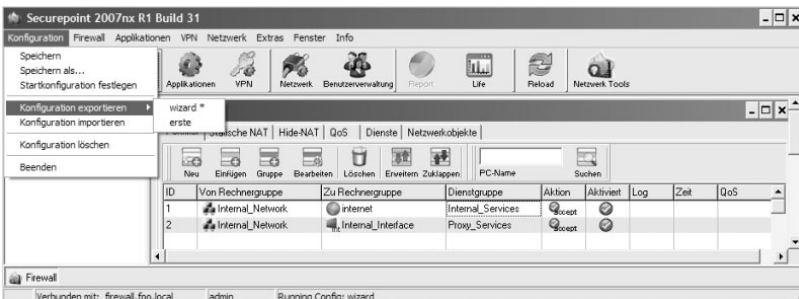 Securepoint 2007nx R1 Build 31
Konfiguration Firewall Applikationen VPN Netzwerk Extras Fenster Info
Speichern
Speichern als...
Startkonfiguration festlegen
Konfiguration exportieren
Konfiguration importieren
Konfiguration löschen
Beenden
wizard *
erste
Applikationen VPN Netzwerk Benutzerverwaltung Report Life Reload Netzwerk Tools
Statische NAT Hide-NAT QoS Dienste Netzwerkobjekte
Neu Einfügen Gruppe Bearbeiten Löschen Erweitern Zuklappen PC-Name Suchen
ID Von Rechnergruppe Zu Rechnergruppe Dienstgruppe Aktion Aktiviert Log Zeit QoS
1 Internal_Network internet Internal_Services Accept
2 Internal_Network Internal_Interface Proxy_Services Accept
Firewall
Verbunden mit: firewall.foo.local admin Running Config: wizard